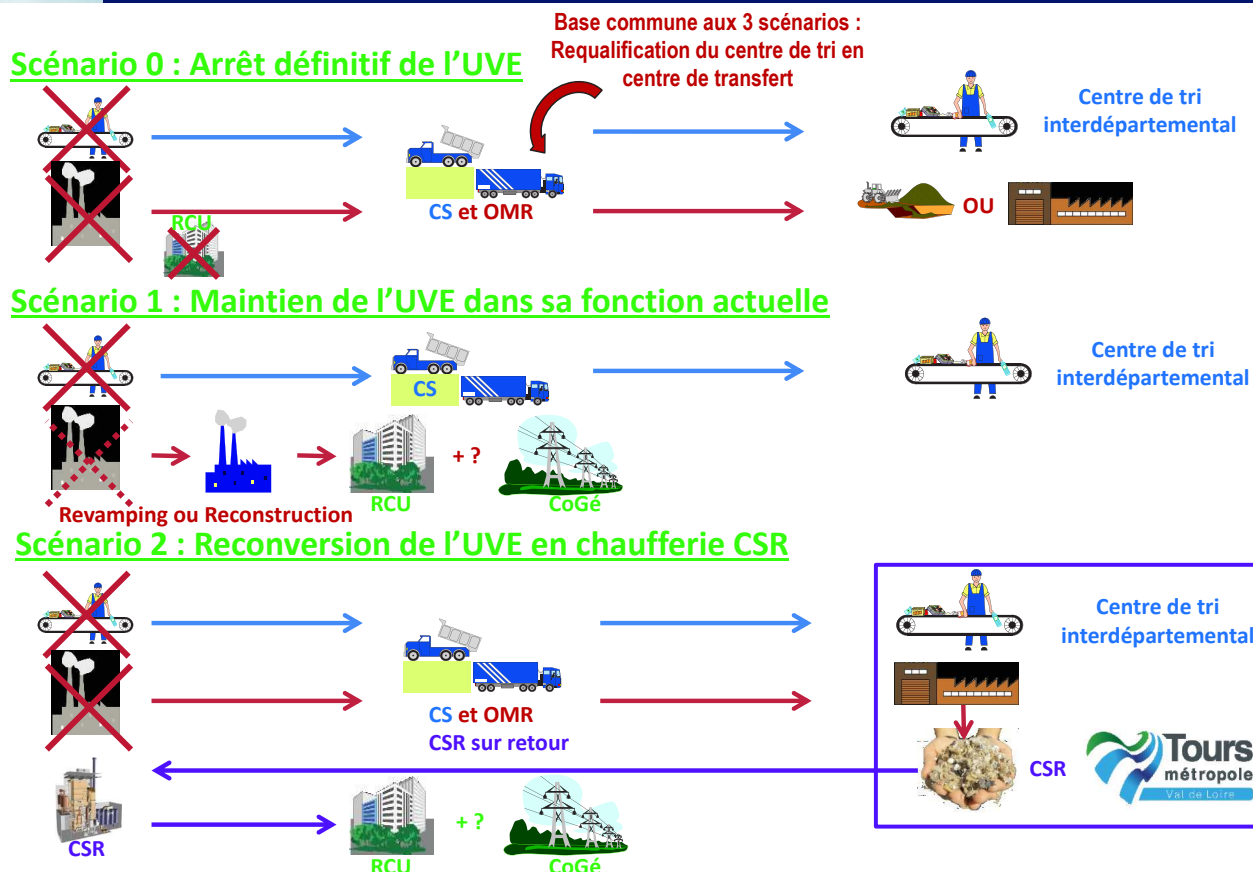 Base commune aux 3 scénarios :
Requalification du centre de tri en
centre de transfert
Scénario 0 : Arrêt définitif de l’UVE
Centre de tri
interdépartemental
CS et OMR
OU
RCU
Scénario 1 : Maintien de l’UVE dans sa fonction actuelle
Centre de tri
interdépartemental
CS
+ ?
RCU
CoGé
Revamping ou Reconstruction
Scénario 2 : Reconversion de l’UVE en chaufferie CSR
Centre de tri
interdépartemental
CS et OMR
CSR sur retour
CSR
Tours
métropole
Val de Loire
+ ?
CSR
RCU
CoGé